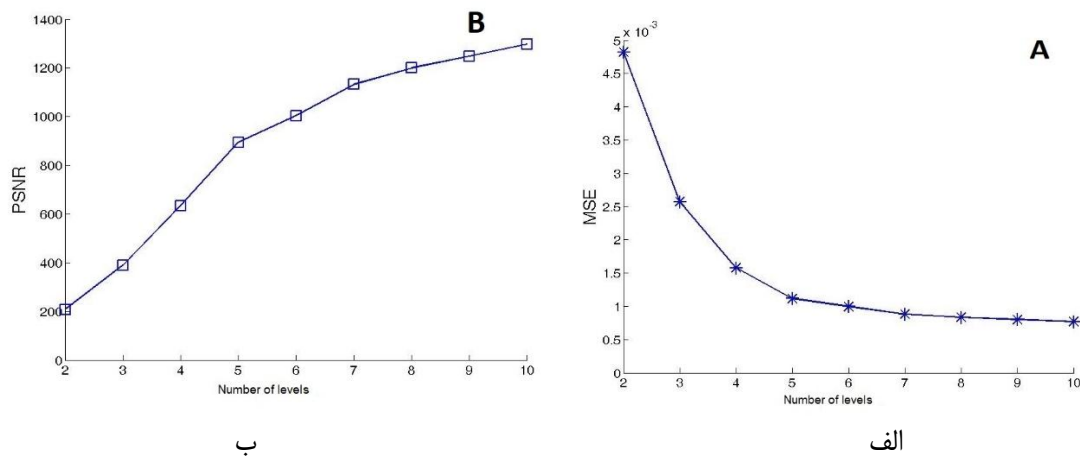 B
1400
1200
1000
800
600
400
200
0
PSNR
2 3 4 5 6 7 8 9 10
Number of levels
ب
A
× 10⁻³
5
4.5
4
3.5
3
2.5
2
1.5
1
0.5
0
MSE
2 3 4 5 6 7 8 9 10
Number of levels
الف